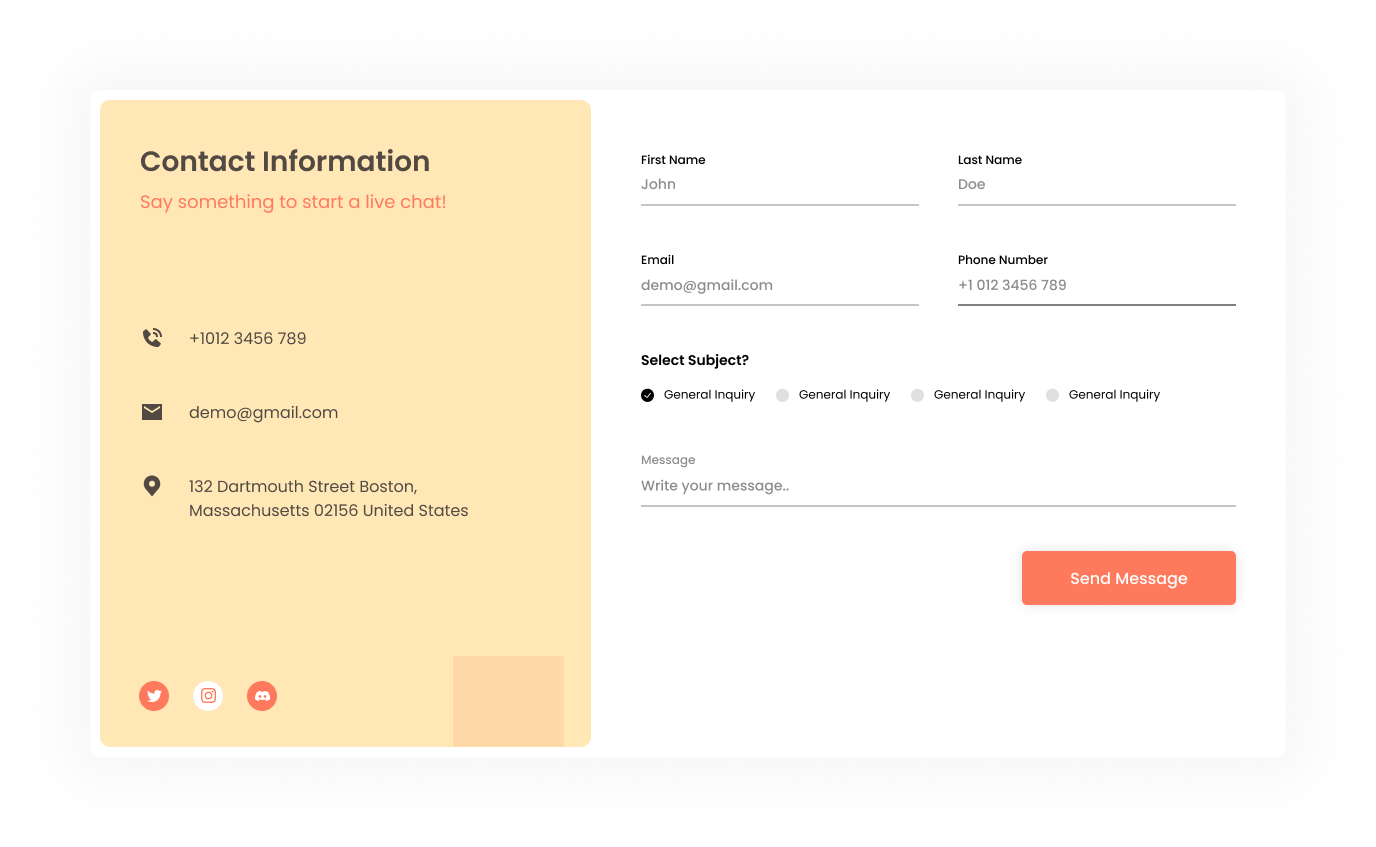 Contact Information
Say something to start a live chat!
+1012 3456 789
demo@gmail.com
132 Dartmouth Street Boston,
Massachusetts 02156 United States
First Name
John
Last Name
Doe
Email
demo@gmail.com
Phone Number
+1 012 3456 789
Select Subject?
General Inquiry
General Inquiry
General Inquiry
General Inquiry
Message
Write your message..
Send Message